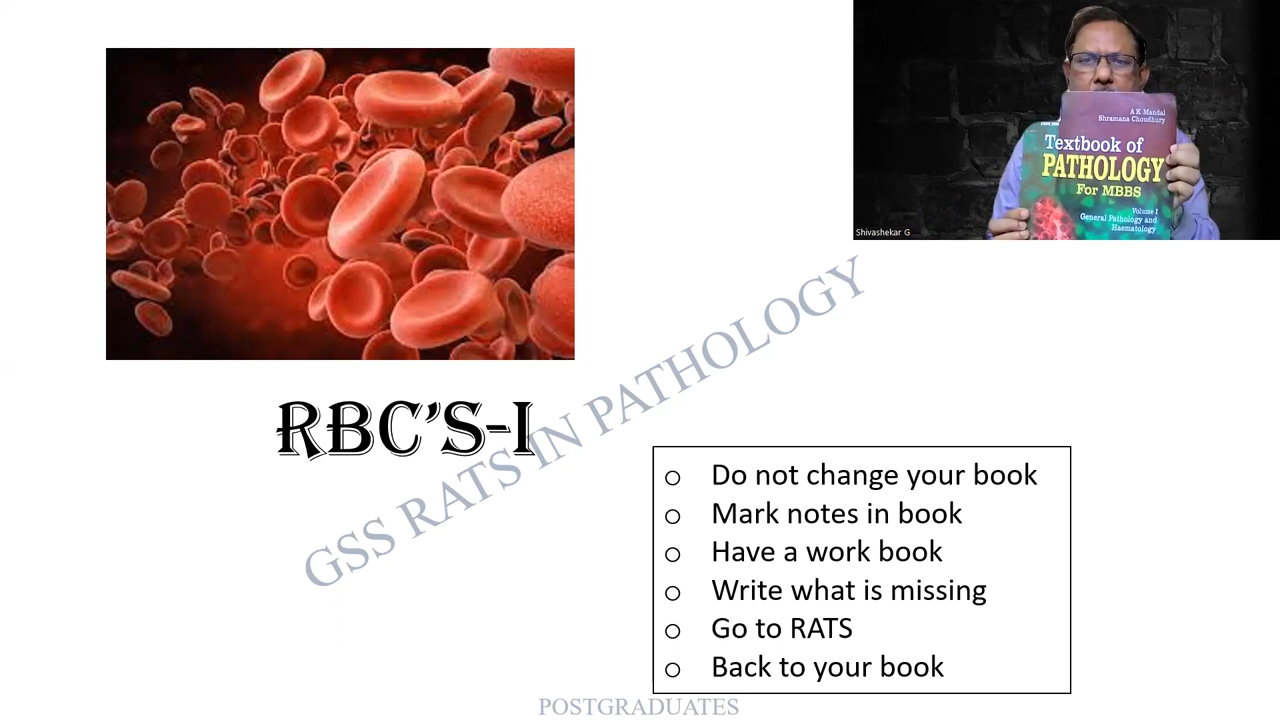 A K Mandal
Shramana Choudhury
Textbook of
PATHOLOGY
For MBBS
Volume I
General Pathology and
Haematology
Shivashekar G
RBC'S-I
GSS RATS IN PATHOLOGY
○ Do not change your book
○ Mark notes in book
○ Have a work book
○ Write what is missing
○ Go to RATS
○ Back to your book
POSTGRADUATES